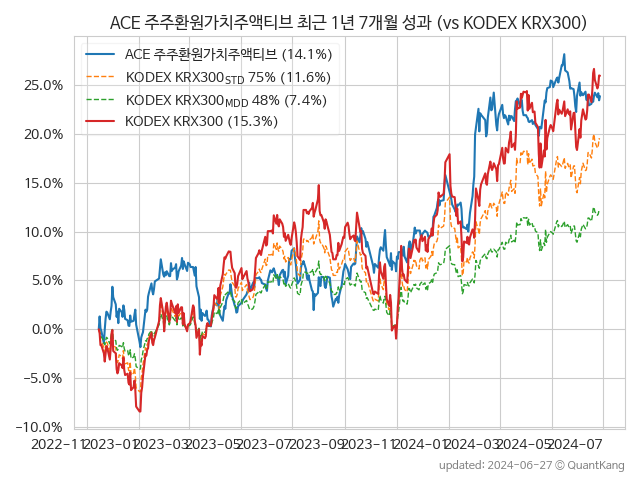 ACE 주주환원가치주액티브 최근 1년 7개월 성과 (vs KODEX KRX300)
ACE 주주환원가치주액티브 (14.1%)
KODEX KRX300STD 75% (11.6%)
KODEX KRX300MDD 48% (7.4%)
KODEX KRX300 (15.3%)
25.0%
20.0%
15.0%
10.0%
5.0%
0.0%
−5.0%
−10.0%
2022-11 2023-01 2023-03 2023-05 2023-07 2023-09 2023-11 2024-01 2024-03 2024-05 2024-07
updated: 2024-06-27 © QuantKang